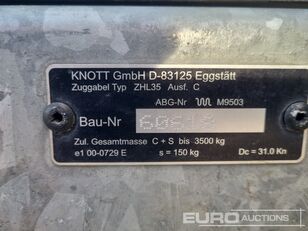 KNOTT GmbH D-83125 Eggstätt
Zuggabel Typ ZHL35 Ausf. C
ABG-Nr M9503
Bau-Nr
Zul. Gesamtmasse C + S bis 3500 kg
e1 00-0729 E s = 150 kg Dc = 31.0 Kn
EURO AUCTIONS